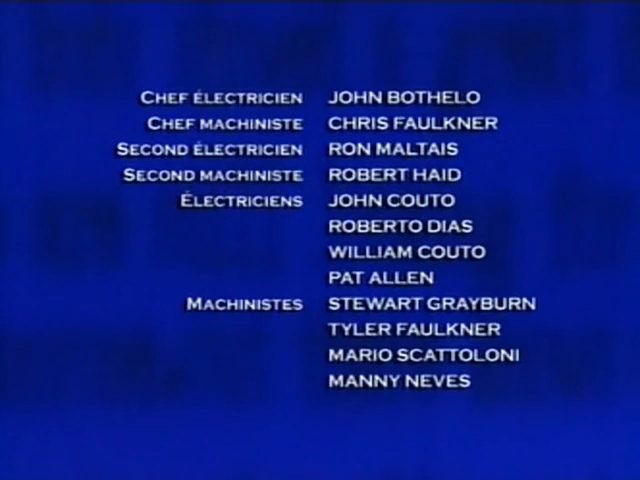 CHEF ÉLECTRICIEN JOHN BOTHELO
CHEF MACHINISTE CHRIS FAULKNER
SECOND ÉLECTRICIEN RON MALTAIS
SECOND MACHINISTE ROBERT HAID
ÉLECTRICIENS JOHN COUTO
ROBERTO DIAS
WILLIAM COUTO
PAT ALLEN
MACHINISTES STEWART GRAYBURN
TYLER FAULKNER
MARIO SCATTOLONI
MANNY NEVES